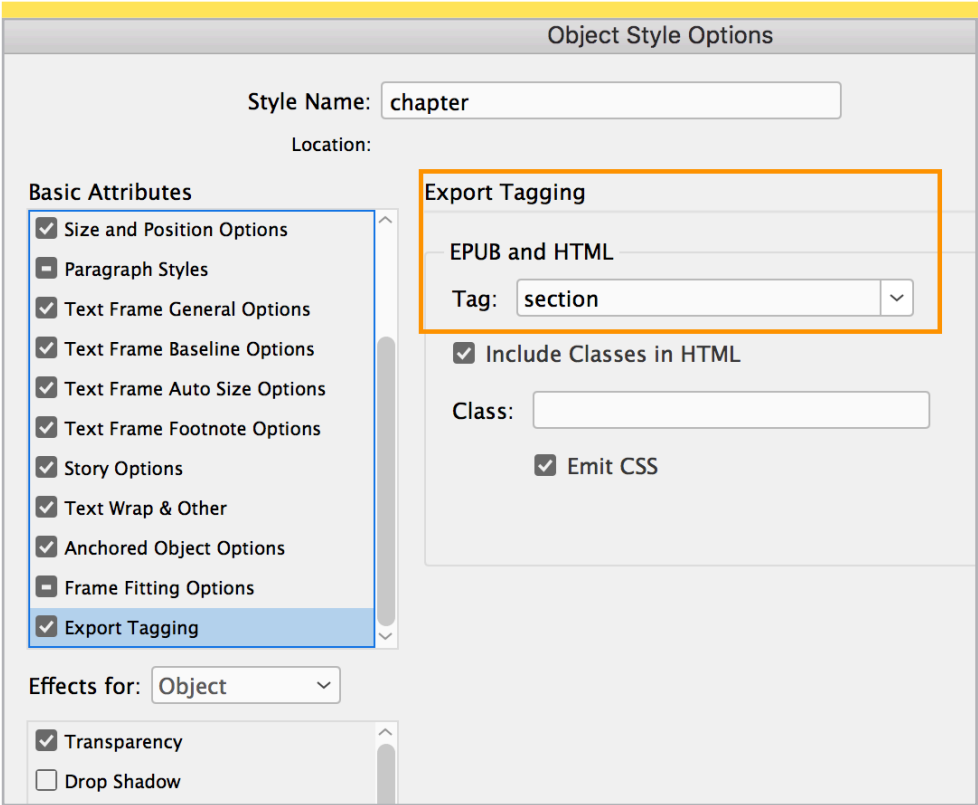 Object Style Options
Style Name: chapter
Location:
Basic Attributes
Size and Position Options
Paragraph Styles
Text Frame General Options
Text Frame Baseline Options
Text Frame Auto Size Options
Text Frame Footnote Options
Story Options
Text Wrap & Other
Anchored Object Options
Frame Fitting Options
Export Tagging
Effects for: Object
Transparency
Drop Shadow
Export Tagging
EPUB and HTML
Tag: section
Include Classes in HTML
Class:
Emit CSS